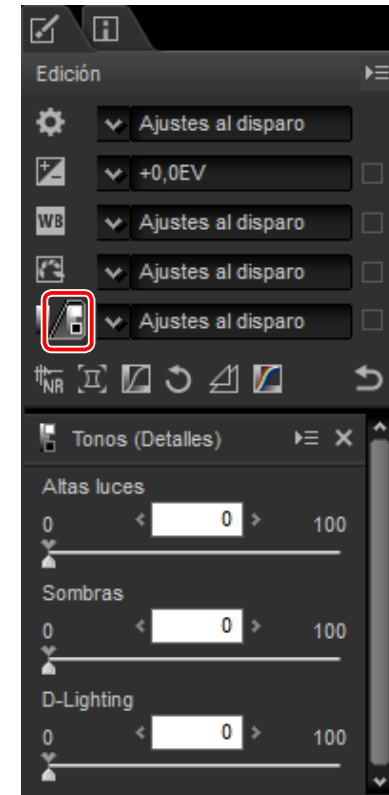 Edición
Ajustes al disparo
+0,0EV
WB Ajustes al disparo
Ajustes al disparo
Ajustes al disparo
NR
Tonos (Detalles)
Altas luces
0 0 100
Sombras
0 0 100
D-Lighting
0 0 100